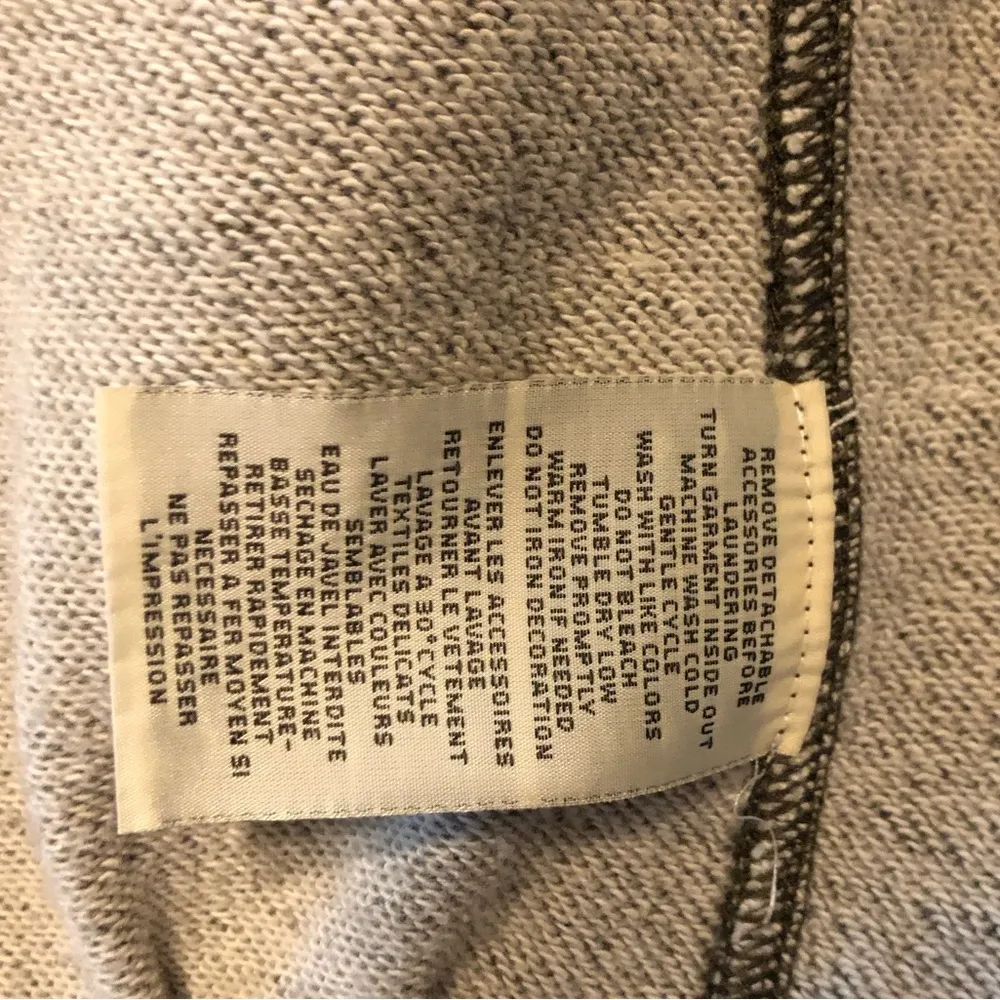 REMOVE DETACHABLE
ACCESSORIES BEFORE
LAUNDERING
TURN GARMENT INSIDE OUT
MACHINE WASH COLD
GENTLE CYCLE
WASH WITH LIKE COLORS
DO NOT BLEACH
TUMBLE DRY LOW
REMOVE PROMPTLY
WARM IRON IF NEEDED
DO NOT IRON DECORATION
ENLEVER LES ACCESSOIRES
AVANT LAVAGE
RETOURNER LE VETEMENT
LAVAGE A 30° CYCLE
TEXTILES DELICATS
LAVER AVEC COULEURS
SEMBLABLES
EAU DE JAVEL INTERDITE
SECHAGE EN MACHINE
BASSE TEMPERATURE-
RETIRER RAPIDEMENT
REPASSER A FER MOYEN SI
NECESSAIRE
NE PAS REPASSER
L'IMPRESSION